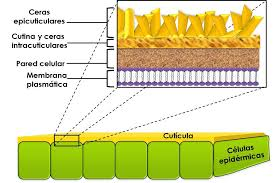 Ceras
epicuticulares
Cutina y ceras
intracuticulares
Pared celular
Membrana
plasmática
Cutícula
Células
epidérmicas